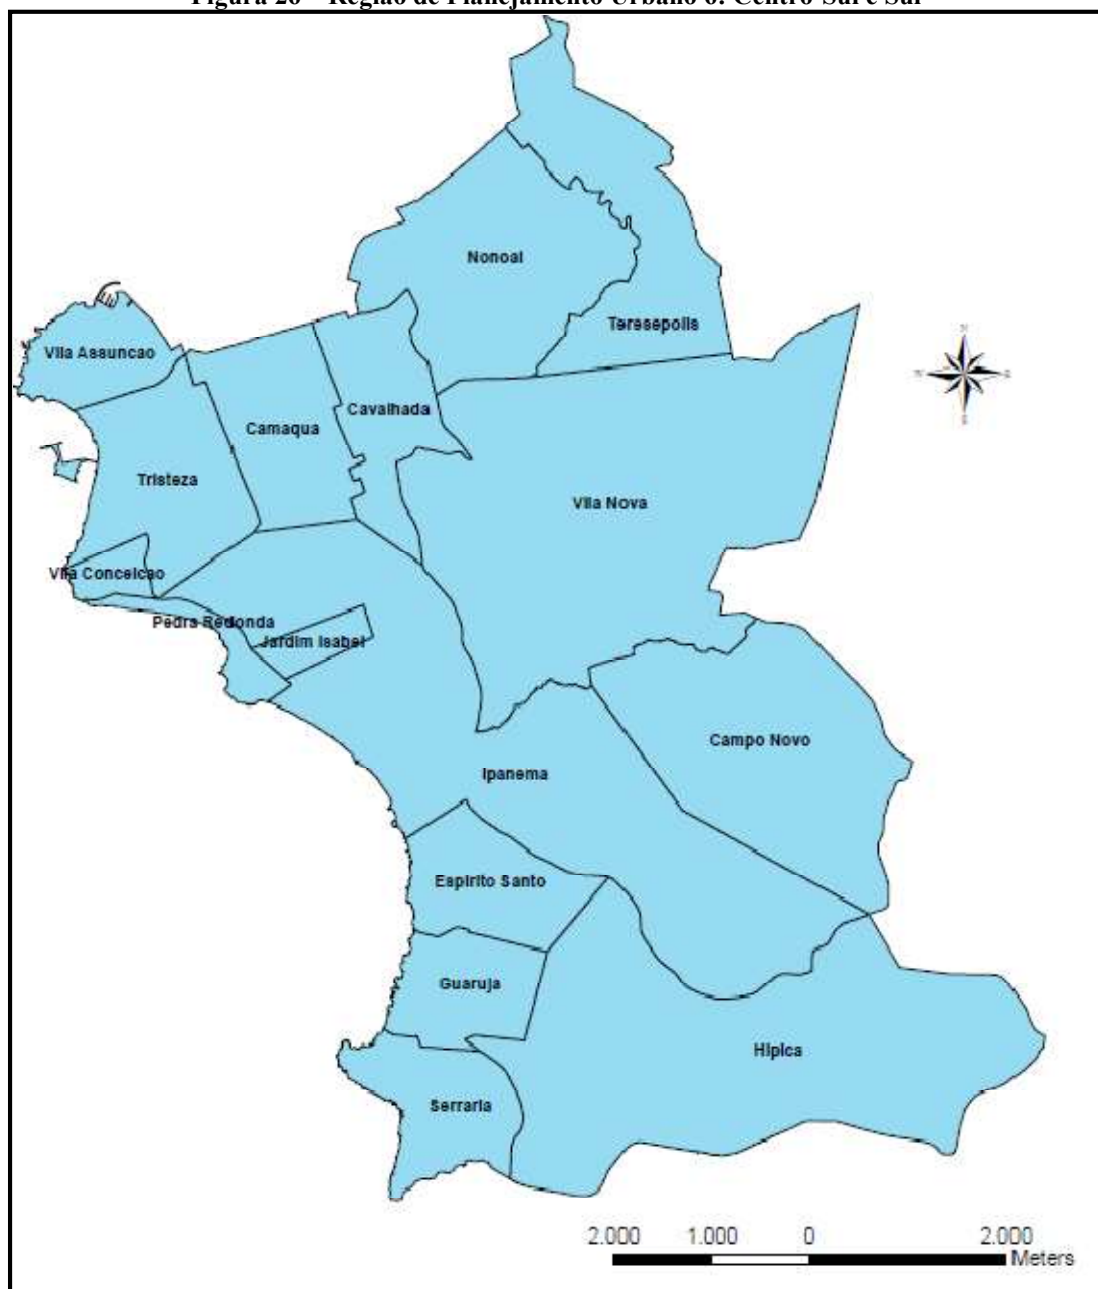 Figura 26 – Região de Planejamento Urbano 6: Centro-Sul e Sul
Nonoai
Teresepolis
Vila Assuncao
Cavalhada
Camaqua
Tristeza
Vila Nova
Vila Conceicao
Pedra Redonda
Jardim Isabel
Campo Novo
Ipanema
Espirito Santo
Guaruja
Hipica
Serraria
N
S
2.000 1.000 0 2.000
Meters